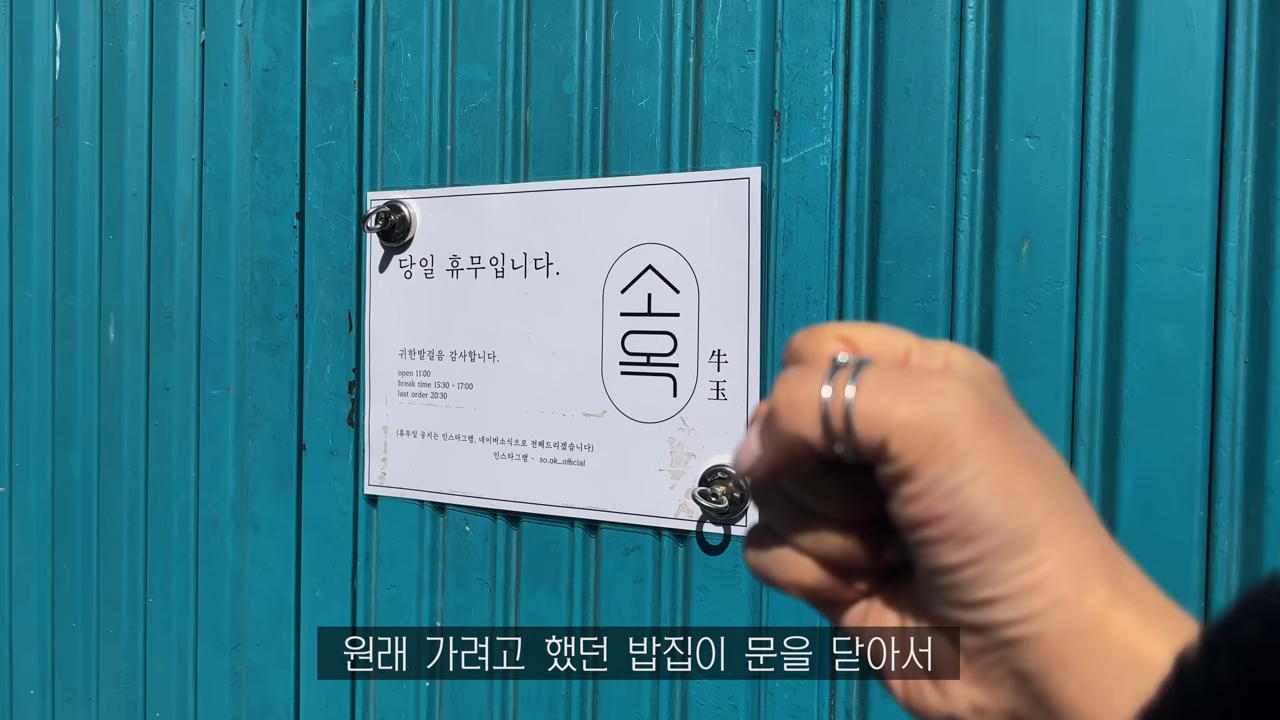 당일 휴무입니다.
귀한발걸음 감사합니다.
open 11:00
break time 15:30 - 17:00
last order 20:30
(휴무일 공지는 인스타그램, 네이버소식으로 전해드리겠습니다)
인스타그램 - so.ok_official
소옥
牛玉
원래 가려고 했던 밥집이 문을 닫아서